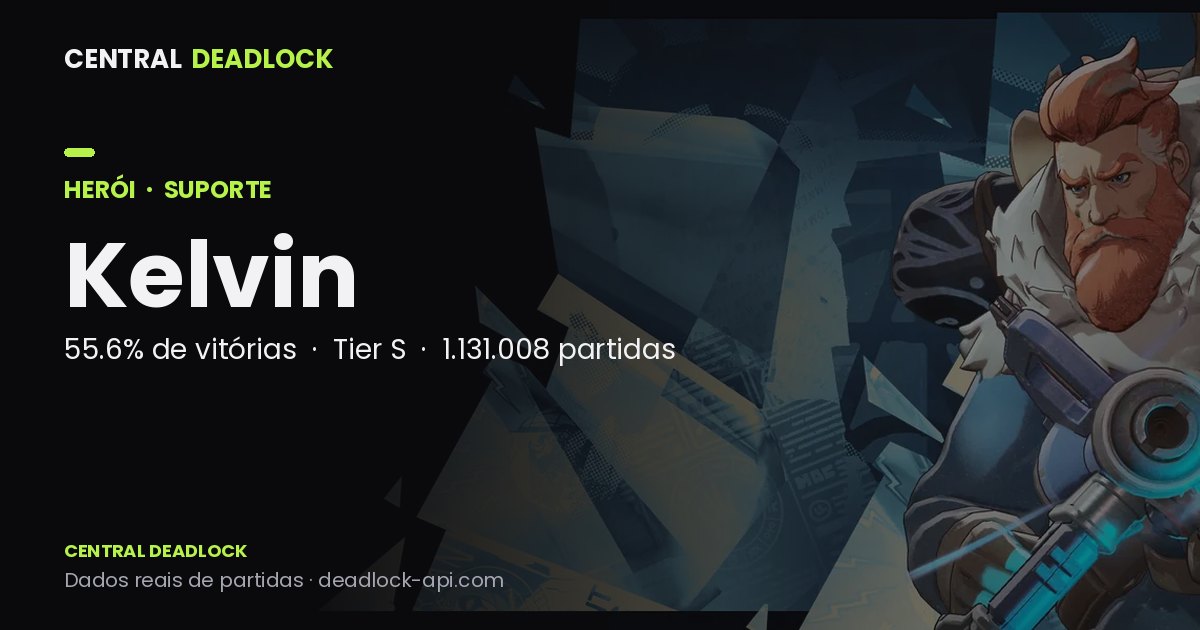 CENTRAL DEADLOCK
HERÓI · SUPORTE
Kelvin
55.6% de vitórias · Tier S · 1.131.008 partidas
CENTRAL DEADLOCK
Dados reais de partidas · deadlock-api.com